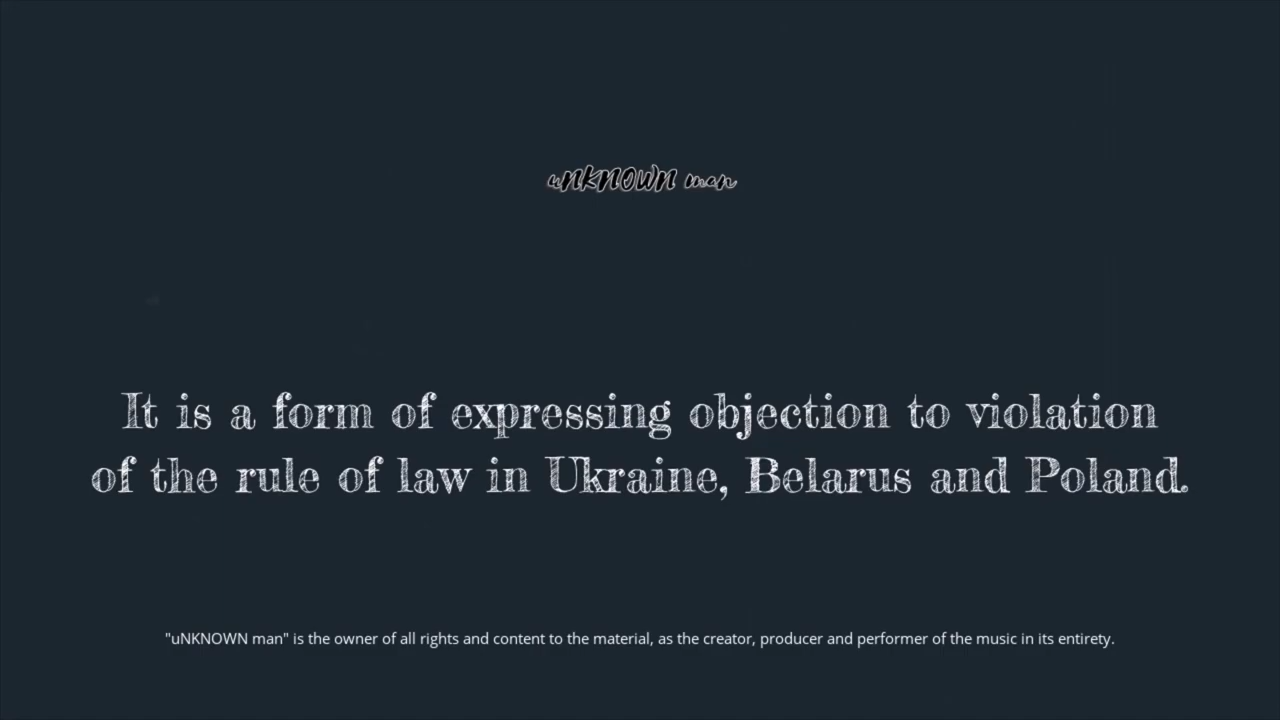 uNKNOWN man
It is a form of expressing objection to violation
of the rule of law in Ukraine, Belarus and Poland.
"uNKNOWN man" is the owner of all rights and content to the material, as the creator, producer and performer of the music in its entirety.